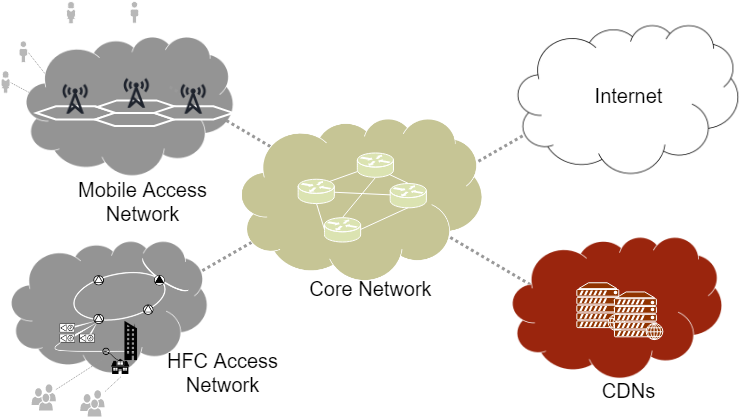 Internet
Mobile Access
Network
Core Network
HFC Access
Network
CDNs